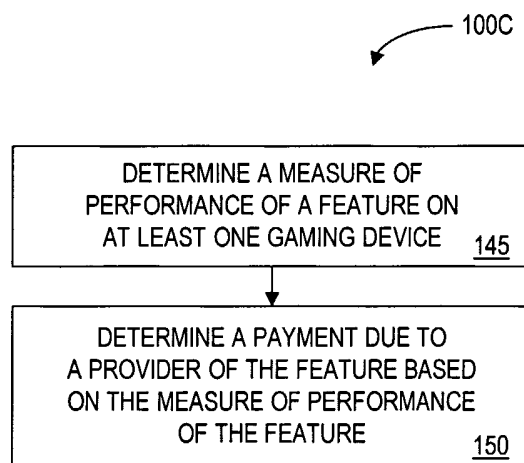 100C
DETERMINE A MEASURE OF
PERFORMANCE OF A FEATURE ON
AT LEAST ONE GAMING DEVICE
145
DETERMINE A PAYMENT DUE TO
A PROVIDER OF THE FEATURE BASED
ON THE MEASURE OF PERFORMANCE
OF THE FEATURE
150